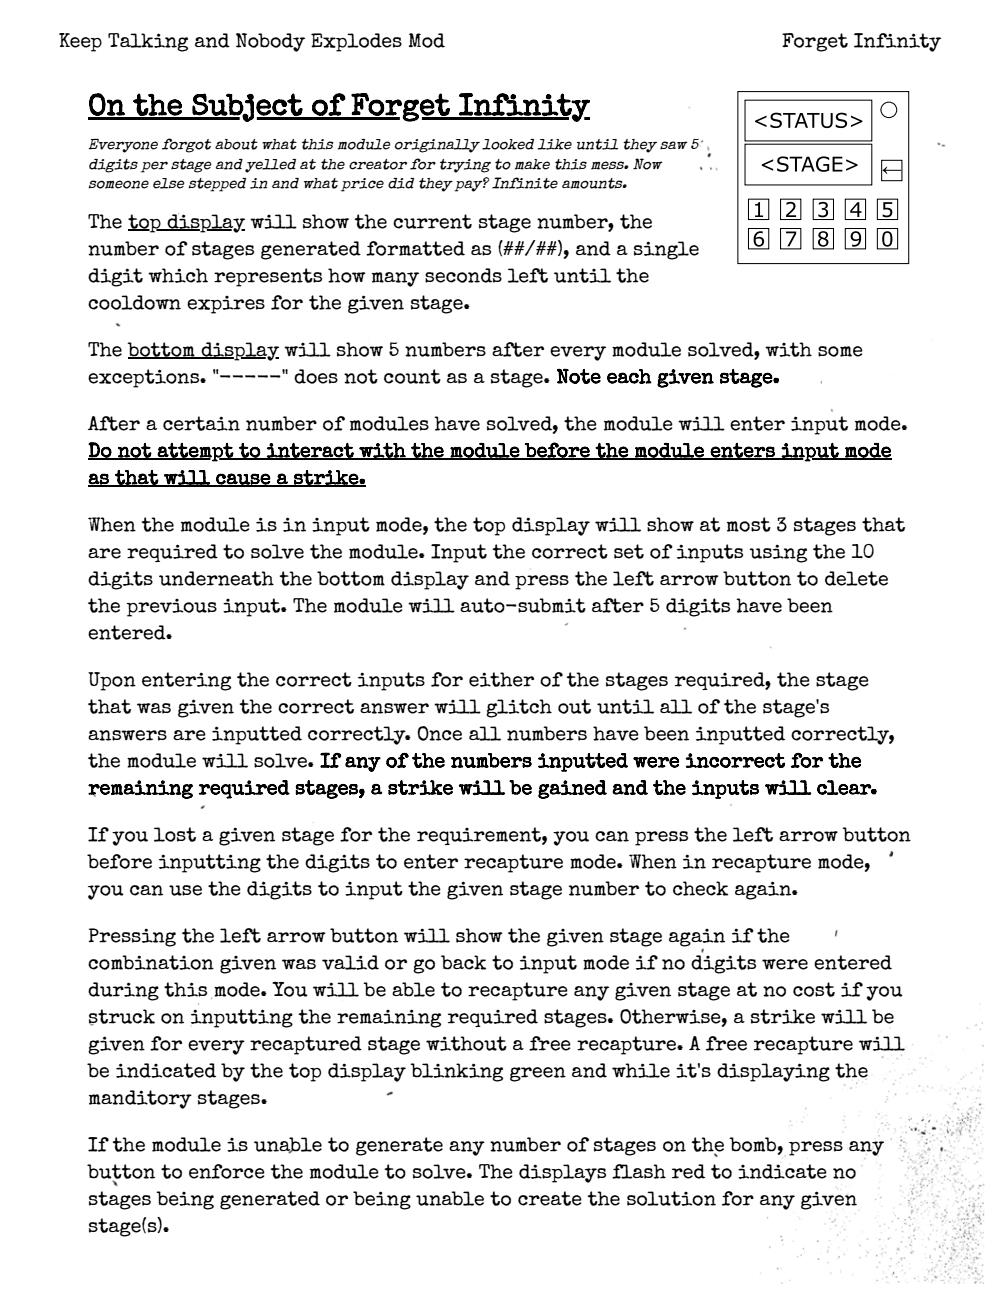 Keep Talking and Nobody Explodes Mod
Forget Infinity
On the Subject of Forget Infinity
Everyone forgot about what this module originally looked like until they saw 5
digits per stage and yelled at the creator for trying to make this mess. Now
someone else stepped in and what price did they pay? Infinite amounts.
<STATUS>
<STAGE>
←
1 2 3 4 5
6 7 8 9 0
The top display will show the current stage number, the
number of stages generated formatted as (##/##), and a single
digit which represents how many seconds left until the
cooldown expires for the given stage.
The bottom display will show 5 numbers after every module solved, with some
exceptions. "-----" does not count as a stage. Note each given stage.
After a certain number of modules have solved, the module will enter input mode.
Do not attempt to interact with the module before the module enters input mode
as that will cause a strike.
When the module is in input mode, the top display will show at most 3 stages that
are required to solve the module. Input the correct set of inputs using the 10
digits underneath the bottom display and press the left arrow button to delete
the previous input. The module will auto-submit after 5 digits have been
entered.
Upon entering the correct inputs for either of the stages required, the stage
that was given the correct answer will glitch out until all of the stage's
answers are inputted correctly. Once all numbers have been inputted correctly,
the module will solve. If any of the numbers inputted were incorrect for the
remaining required stages, a strike will be gained and the inputs will clear.
If you lost a given stage for the requirement, you can press the left arrow button
before inputting the digits to enter recapture mode. When in recapture mode,
you can use the digits to input the given stage number to check again.
Pressing the left arrow button will show the given stage again if the
combination given was valid or go back to input mode if no digits were entered
during this mode. You will be able to recapture any given stage at no cost if you
struck on inputting the remaining required stages. Otherwise, a strike will be
given for every recaptured stage without a free recapture. A free recapture will
be indicated by the top display blinking green and while it's displaying the
manditory stages.
If the module is unable to generate any number of stages on the bomb, press any
button to enforce the module to solve. The displays flash red to indicate no
stages being generated or being unable to create the solution for any given
stage(s).